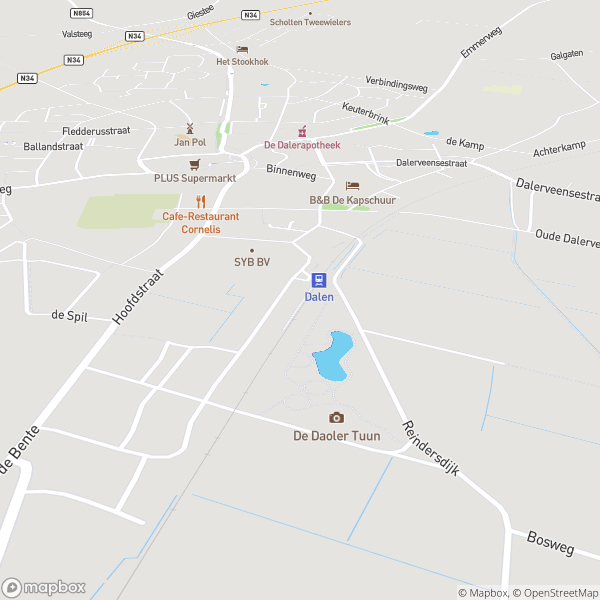 N854
Giestee
N34
Scholten Tweewielers
Valsteeg
N34
Emmerweg
N34
Het Stookhok
Galgaten
N34
Verbindingsweg
Keuterbrink
Fledderusstraat
Jan Pol
De Dalerapotheek
de Kamp
Ballandstraat
Achterkamp
PLUS Supermarkt
Binnenweg
Dalerveensestraat
eg
B&B De Kapschuur
Dalerveensestra
Cafe-Restaurant
Cornelis
Oude Dalerve
SYB BV
Hoofdstraat
Dalen
de Spil
De Daoler Tuun
Reindersdijk
de Bente
Bosweg
mapbox
© Mapbox, © OpenStreetMap